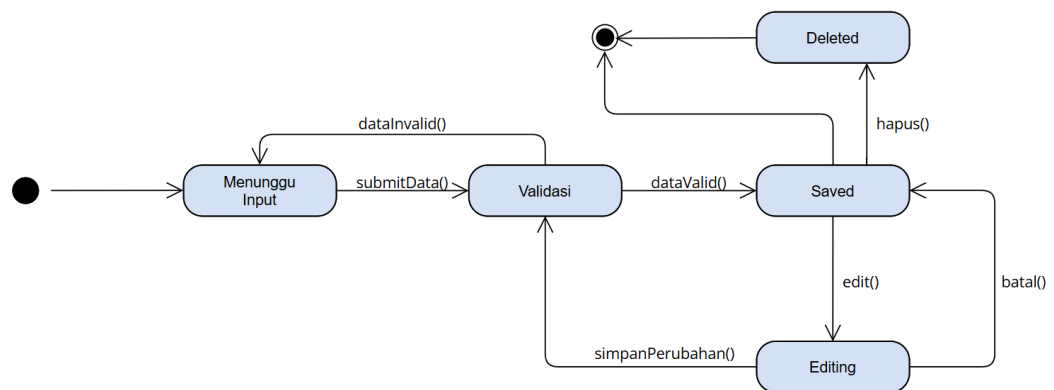 Deleted
dataInvalid()
hapus()
Menunggu
Input
submitData()
Validasi
dataValid()
Saved
edit()
batal()
simpanPerubahan()
Editing